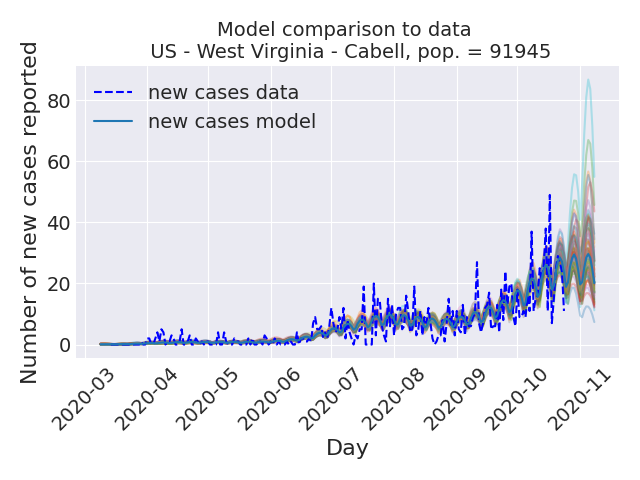 Model comparison to data
US - West Virginia - Cabell, pop. = 91945
Number of new cases reported
80
60
40
20
0
new cases data
new cases model
2020-03
2020-04
2020-05
2020-06
2020-07
2020-08
2020-09
2020-10
2020-11
Day